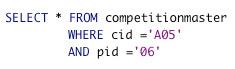 SELECT * FROM competitionmaster
WHERE cid ='A05'
AND pid ='06'